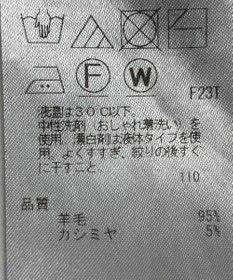 F W F23T
液温は30℃以下、
中性洗剤(おしゃれ着洗い)を
使用。漂白剤は液体タイプを使
用。よくすすぎ、絞りの後すぐ
に干すこと。
110
品質
羊毛 95%
カシミヤ 5%